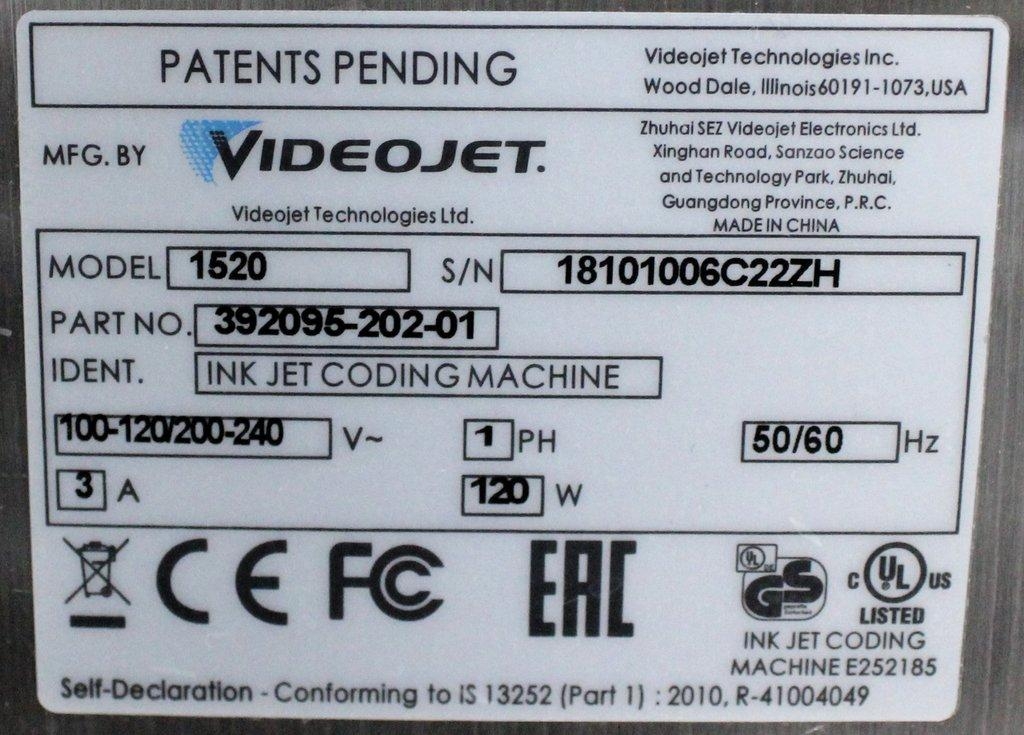 PATENTS PENDING
Videojet Technologies Inc.
Wood Dale, Illinois60191-1073,USA
MFG. BY
VIDEOJET.
Videojet Technologies Ltd.
Zhuhai SEZ Videojet Electronics Ltd.
Xinghan Road, Sanzao Science
and Technology Park, Zhuhai,
Guangdong Province, P.R.C.
MADE IN CHINA
MODEL 1520 S/N 18101006C22ZH
PART NO. 392095-202-01
IDENT. INK JET CODING MACHINE
100-120/200-240 V~ 1 PH 50/60 Hz
3 A 120 W
CE FC EAC
UL
GS
C UL US
LISTED
INK JET CODING
MACHINE E252185
Self-Declaration - Conforming to IS 13252 (Part 1) : 2010, R-41004049